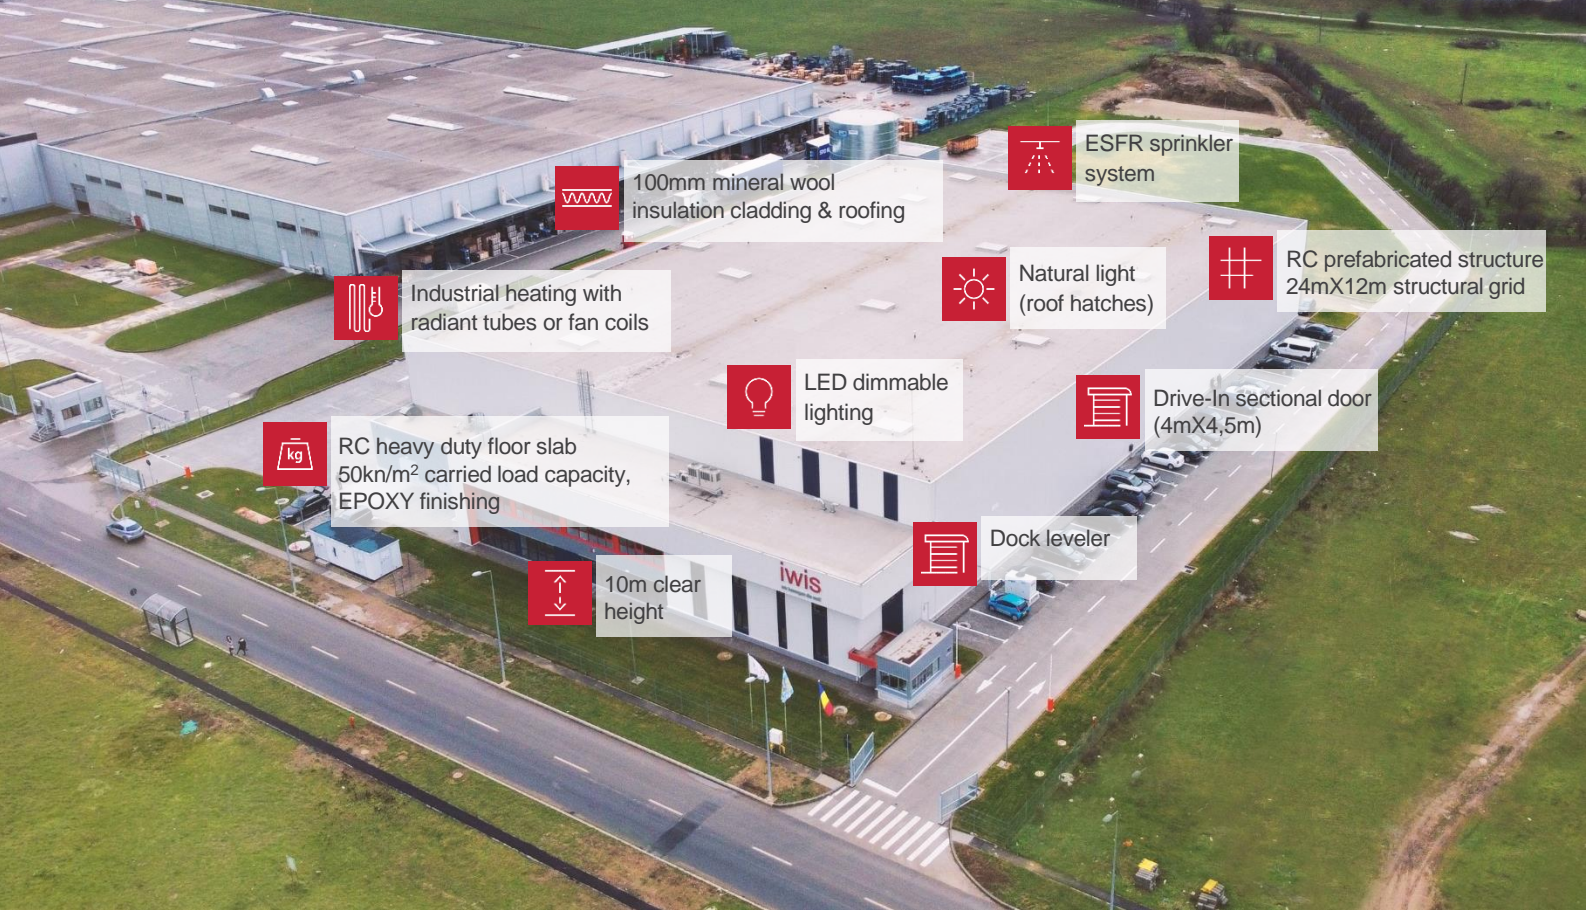 ESFR sprinkler
system
100mm mineral wool
insulation cladding & roofing
RC prefabricated structure
24mX12m structural grid
Natural light
(roof hatches)
Industrial heating with
radiant tubes or fan coils
LED dimmable
lighting
Drive-In sectional door
(4mX4,5m)
kg
RC heavy duty floor slab
50kn/m² carried load capacity,
EPOXY finishing
Dock leveler
10m clear
height
iwis